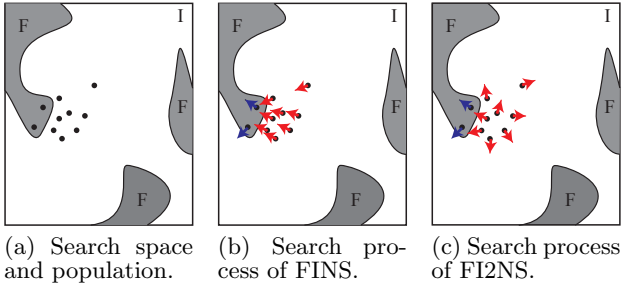 F
I
F
F
F
I
F
F
F
I
F
F
(a) Search space
and population.
(b) Search pro-
cess of FINS.
(c) Search process
of FI2NS.